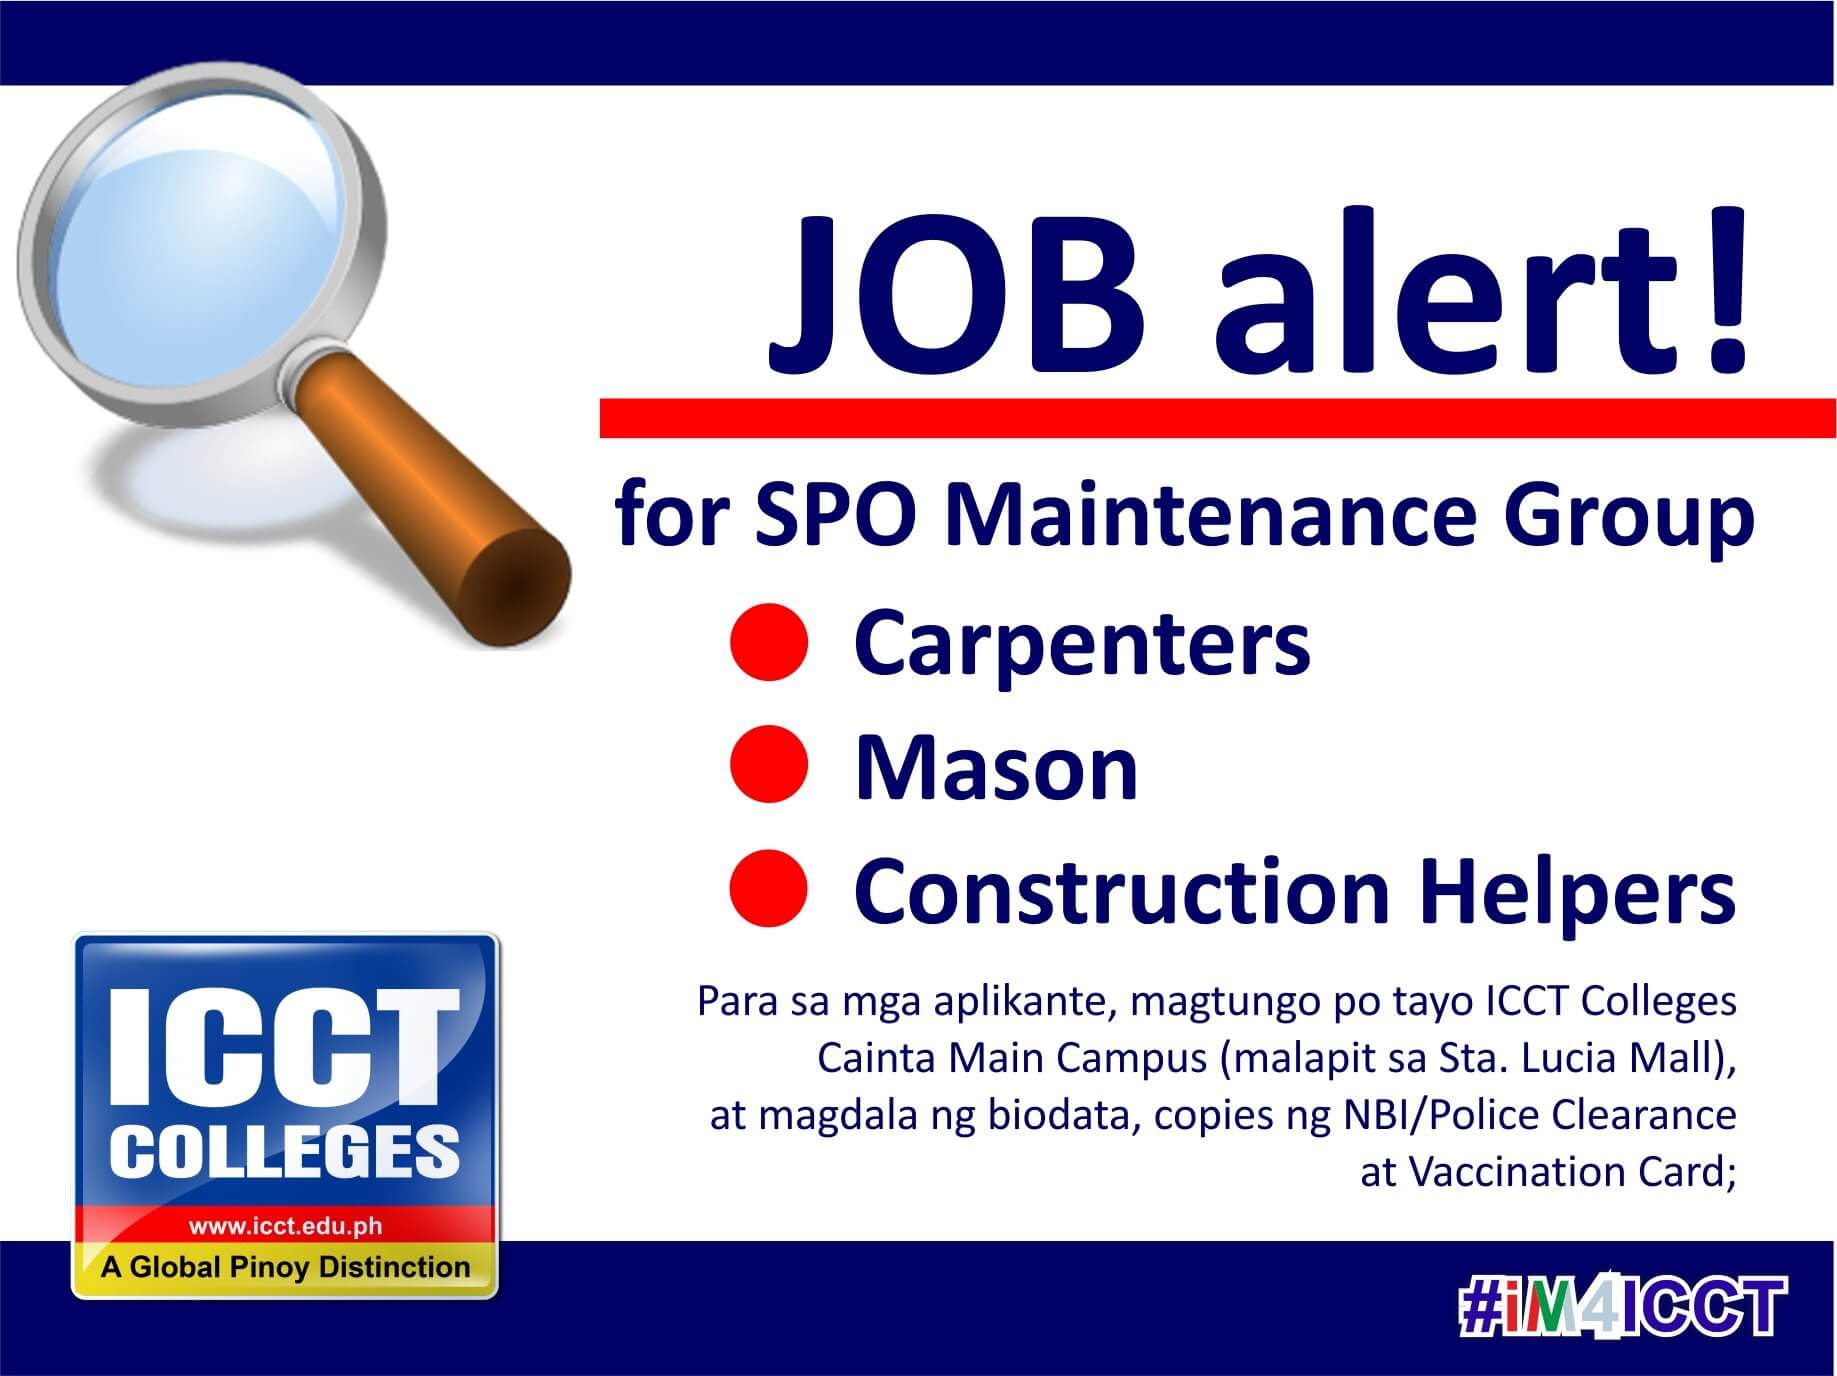 JOB alert!
for SPO Maintenance Group
Carpenters
Mason
Construction Helpers
Para sa mga aplikante, magtungo po tayo ICCT Colleges
Cainta Main Campus (malapit sa Sta. Lucia Mall),
at magdala ng biodata, copies ng NBI/Police Clearance
at Vaccination Card;
ICCT
COLLEGES
www.icct.edu.ph
A Global Pinoy Distinction
#iM4ICCT